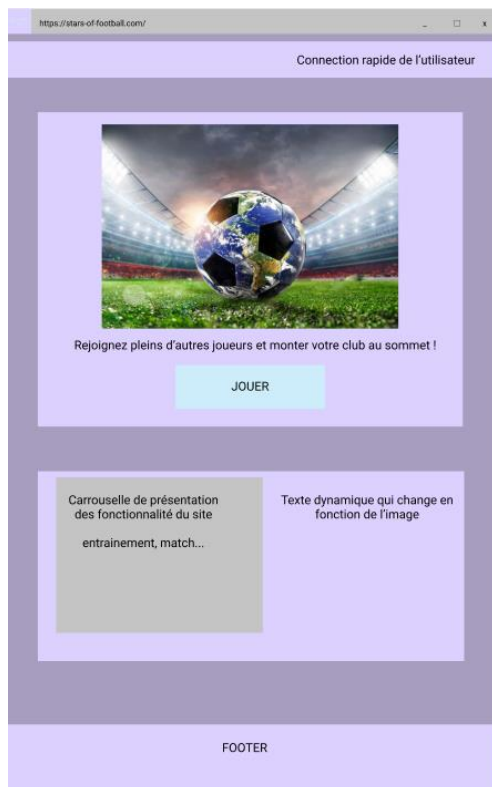 https://stars-of-football.com/
Connection rapide de l'utilisateur
Rejoignez pleins d'autres joueurs et monter votre club au sommet !
JOUER
Carrouselle de présentation
des fonctionnalité du site
entrainement, match...
Texte dynamique qui change en
fonction de l'image
FOOTER